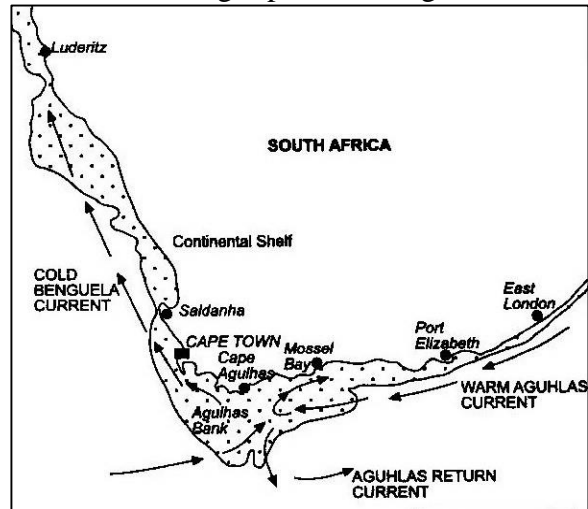 Luderitz
SOUTH AFRICA
Continental Shelf
COLD
BENGUELA
CURRENT
Saldanha
East
London
CAPE TOWN
Cape
Agulhas
Mossel
Bay
Port
Elizabeth
Aqulhas
Bank
WARM AGUHLAS
CURRENT
AGUHLAS RETURN
CURRENT